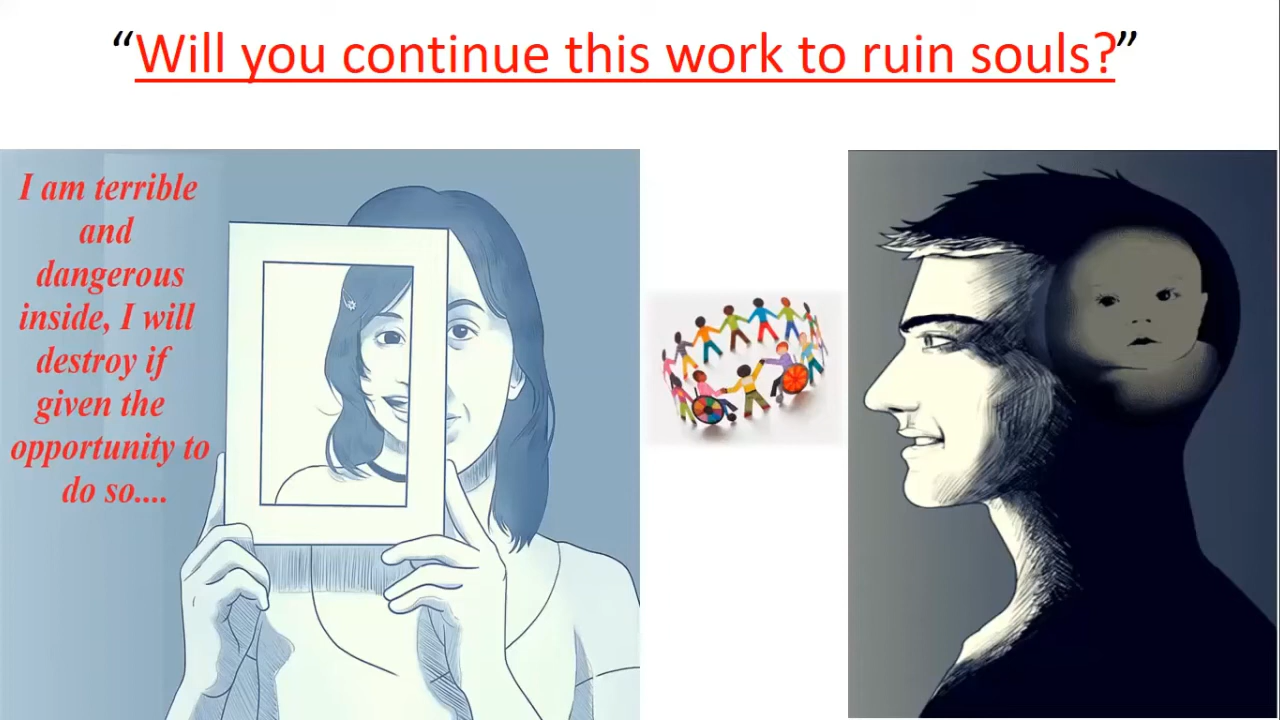 “Will you continue this work to ruin souls?”
I am terrible
and
dangerous
inside, I will
destroy if
given the
opportunity to
do so....